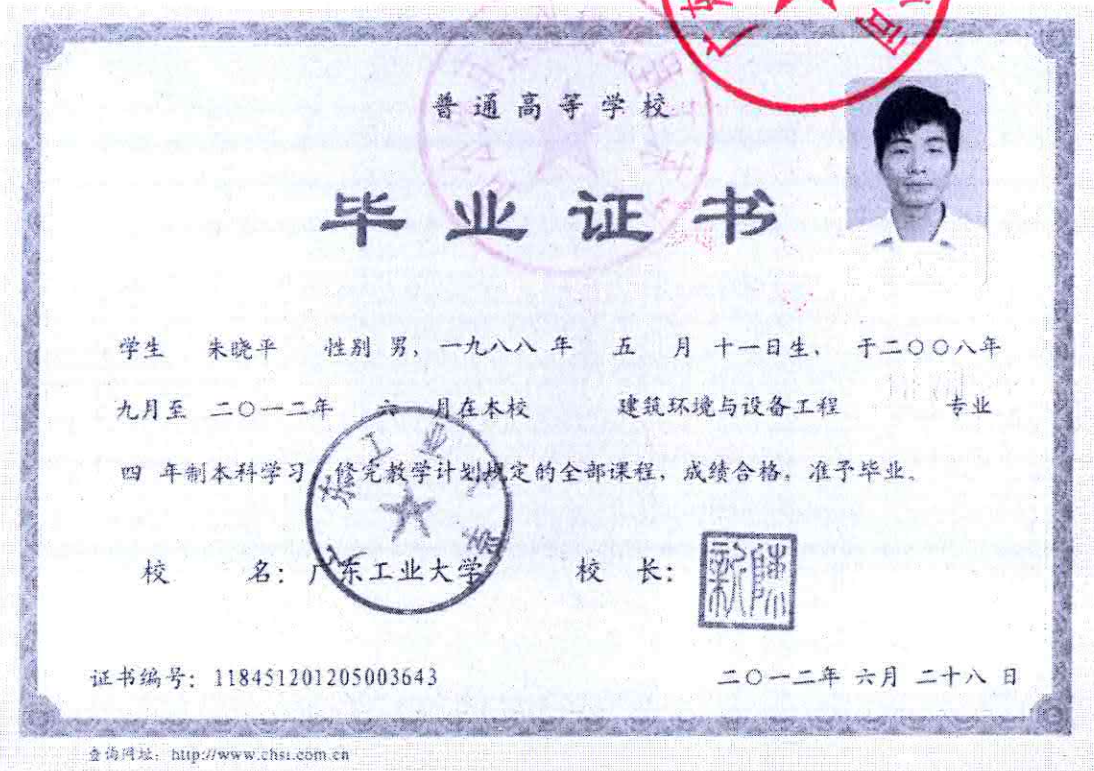 普通高等学校
毕业证书
学生 朱晓平 性别 男，一九八八 年 五 月 十一日生， 于二〇〇八年
九月至 二〇一二年 六 月在本校 建筑环境与设备工程 专业
四 年制本科学习，修完教学计划规定的全部课程，成绩合格，准予毕业。
校 名：广东工业大学 校 长：
证书编号：118451201205003643 二〇一二年 六月 二十八 日
查询网址：http://www.chsi.com.cn